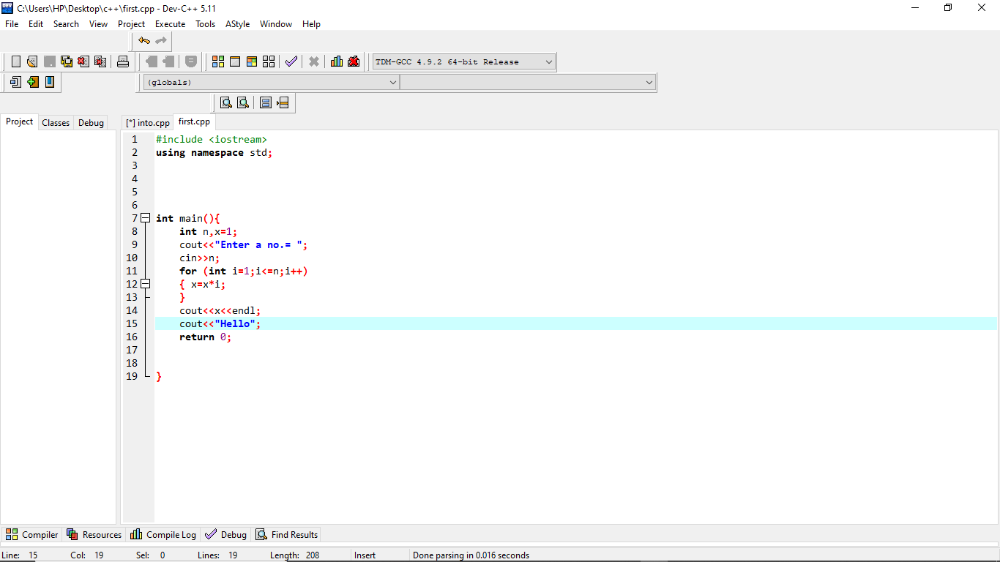 C:\Users\HP\Desktop\c++\first.cpp - Dev-C++ 5.11
File Edit Search View Project Execute Tools AStyle Window Help
TDM-GCC 4.9.2 64-bit Release
(globals)
Project Classes Debug [*] into.cpp first.cpp
1 #include <iostream>
2 using namespace std;
3
4
5
6
7 int main(){
8 int n,x=1;
9 cout<<"Enter a no.= ";
10 cin>>n;
11 for (int i=1;i<=n;i++)
12 { x=x*i;
13 }
14 cout<<x<<endl;
15 cout<<"Hello";
16 return 0;
17
18
19 }
Compiler Resources Compile Log Debug Find Results
Line: 15 Col: 19 Sel: 0 Lines: 19 Length: 208 Insert Done parsing in 0.016 seconds